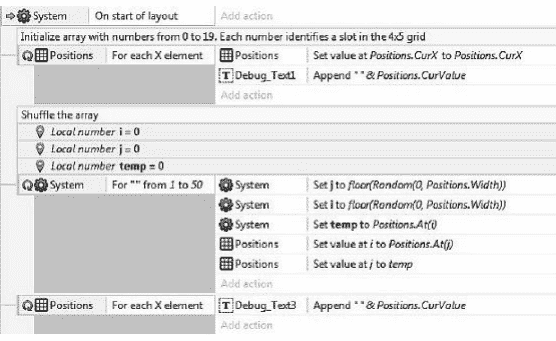 System On start of layout Add action
Initialize array with numbers from 0 to 19. Each number identifies a slot in the 4x5 grid
Positions For each X element Positions Set value at Positions.CurX to Positions.CurX
T Debug_Text1 Append " " & Positions.CurValue
Add action
Shuffle the array
Local number i = 0
Local number j = 0
Local number temp = 0
System For "" from 1 to 50 System Set j to floor(Random(0, Positions.Width))
System Set i to floor(Random(0, Positions.Width))
System Set temp to Positions.At(i)
Positions Set value at i to Positions.At(j)
Positions Set value at j to temp
Add action
Positions For each X element T Debug_Text3 Append " " & Positions.CurValue
Add action